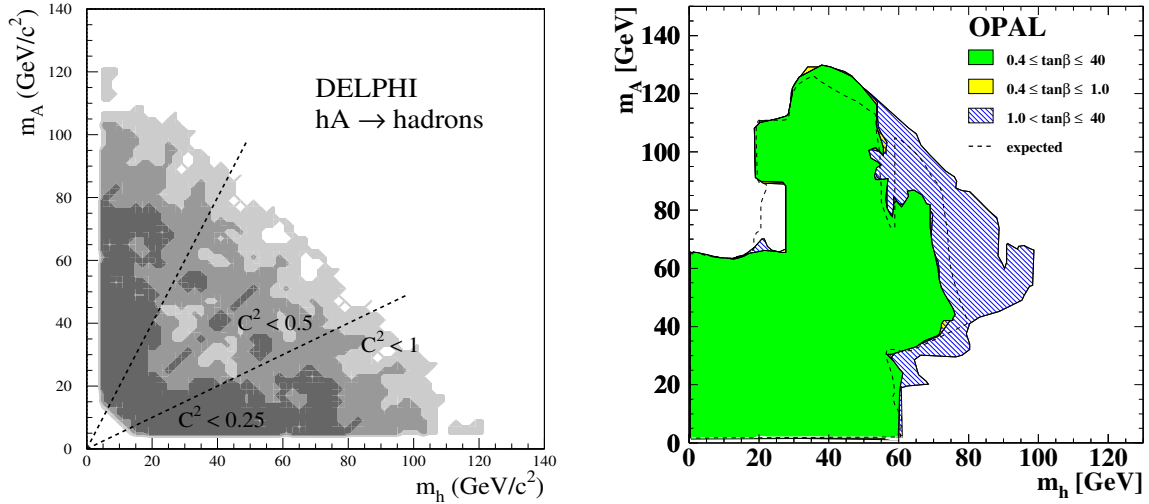 140
120
100
80
60
40
20
0
m_A (GeV/c²)
DELPHI
hA → hadrons
C² < 0.5
C² < 1
C² < 0.25
0 20 40 60 80 100 120 140
m_h (GeV/c²)
140
120
100
80
60
40
20
0
m_A [GeV]
OPAL
0.4 ≤ tanβ ≤ 40
0.4 ≤ tanβ ≤ 1.0
1.0 < tanβ ≤ 40
expected
0 20 40 60 80 100 120
m_h [GeV]